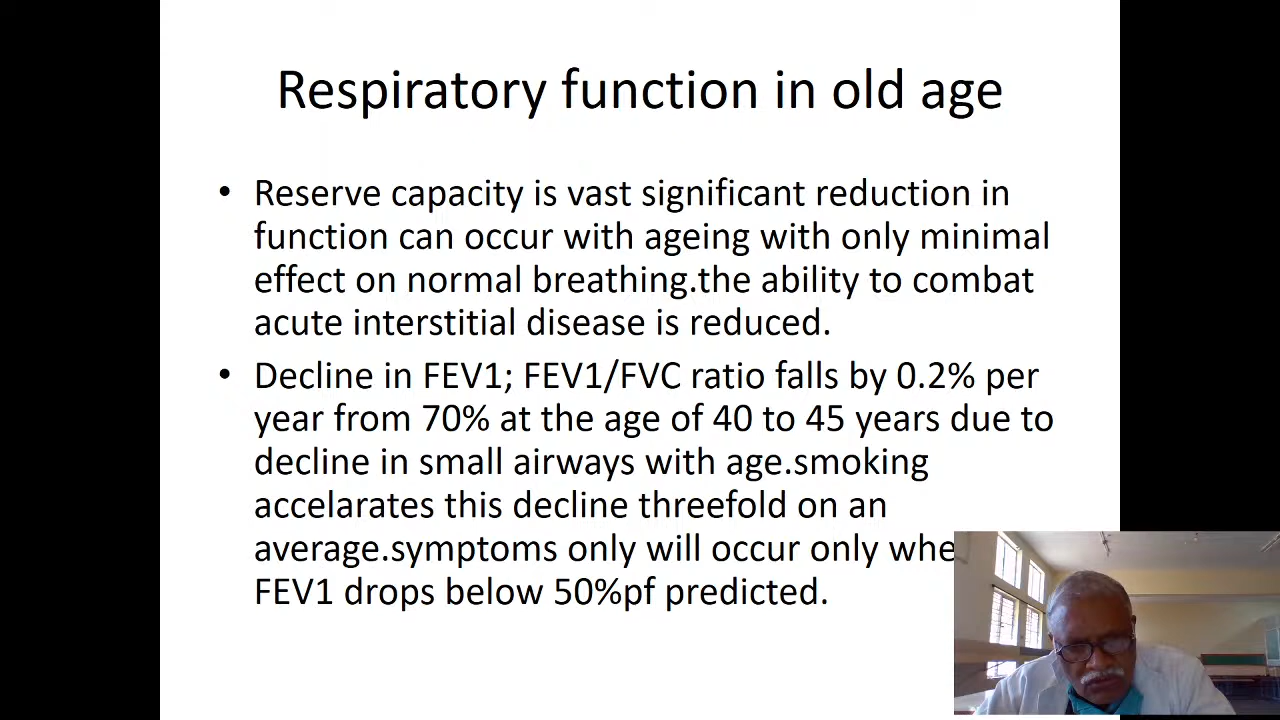 Respiratory function in old age
• Reserve capacity is vast significant reduction in
function can occur with ageing with only minimal
effect on normal breathing.the ability to combat
acute interstitial disease is reduced.
• Decline in FEV1; FEV1/FVC ratio falls by 0.2% per
year from 70% at the age of 40 to 45 years due to
decline in small airways with age.smoking
accelarates this decline threefold on an
average.symptoms only will occur only whe
FEV1 drops below 50%pf predicted.